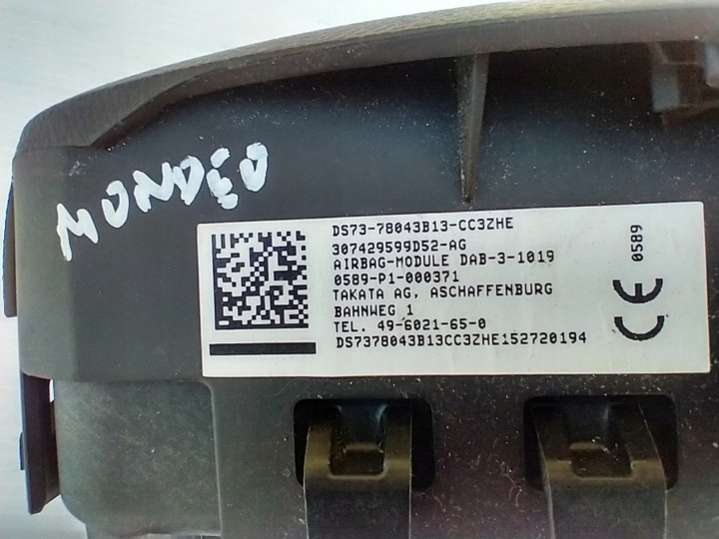 MONDEO
DS73-78043B13-CC3ZHE
307429599D52-AG
AIRBAG-MODULE DAB-3-1019
0589-P1-000371
TAKATA AG, ASCHAFFENBURG
BAHNWEG 1
TEL. 49-6021-65-0
DS7378043B13CC3ZHE152720194
CE 0589